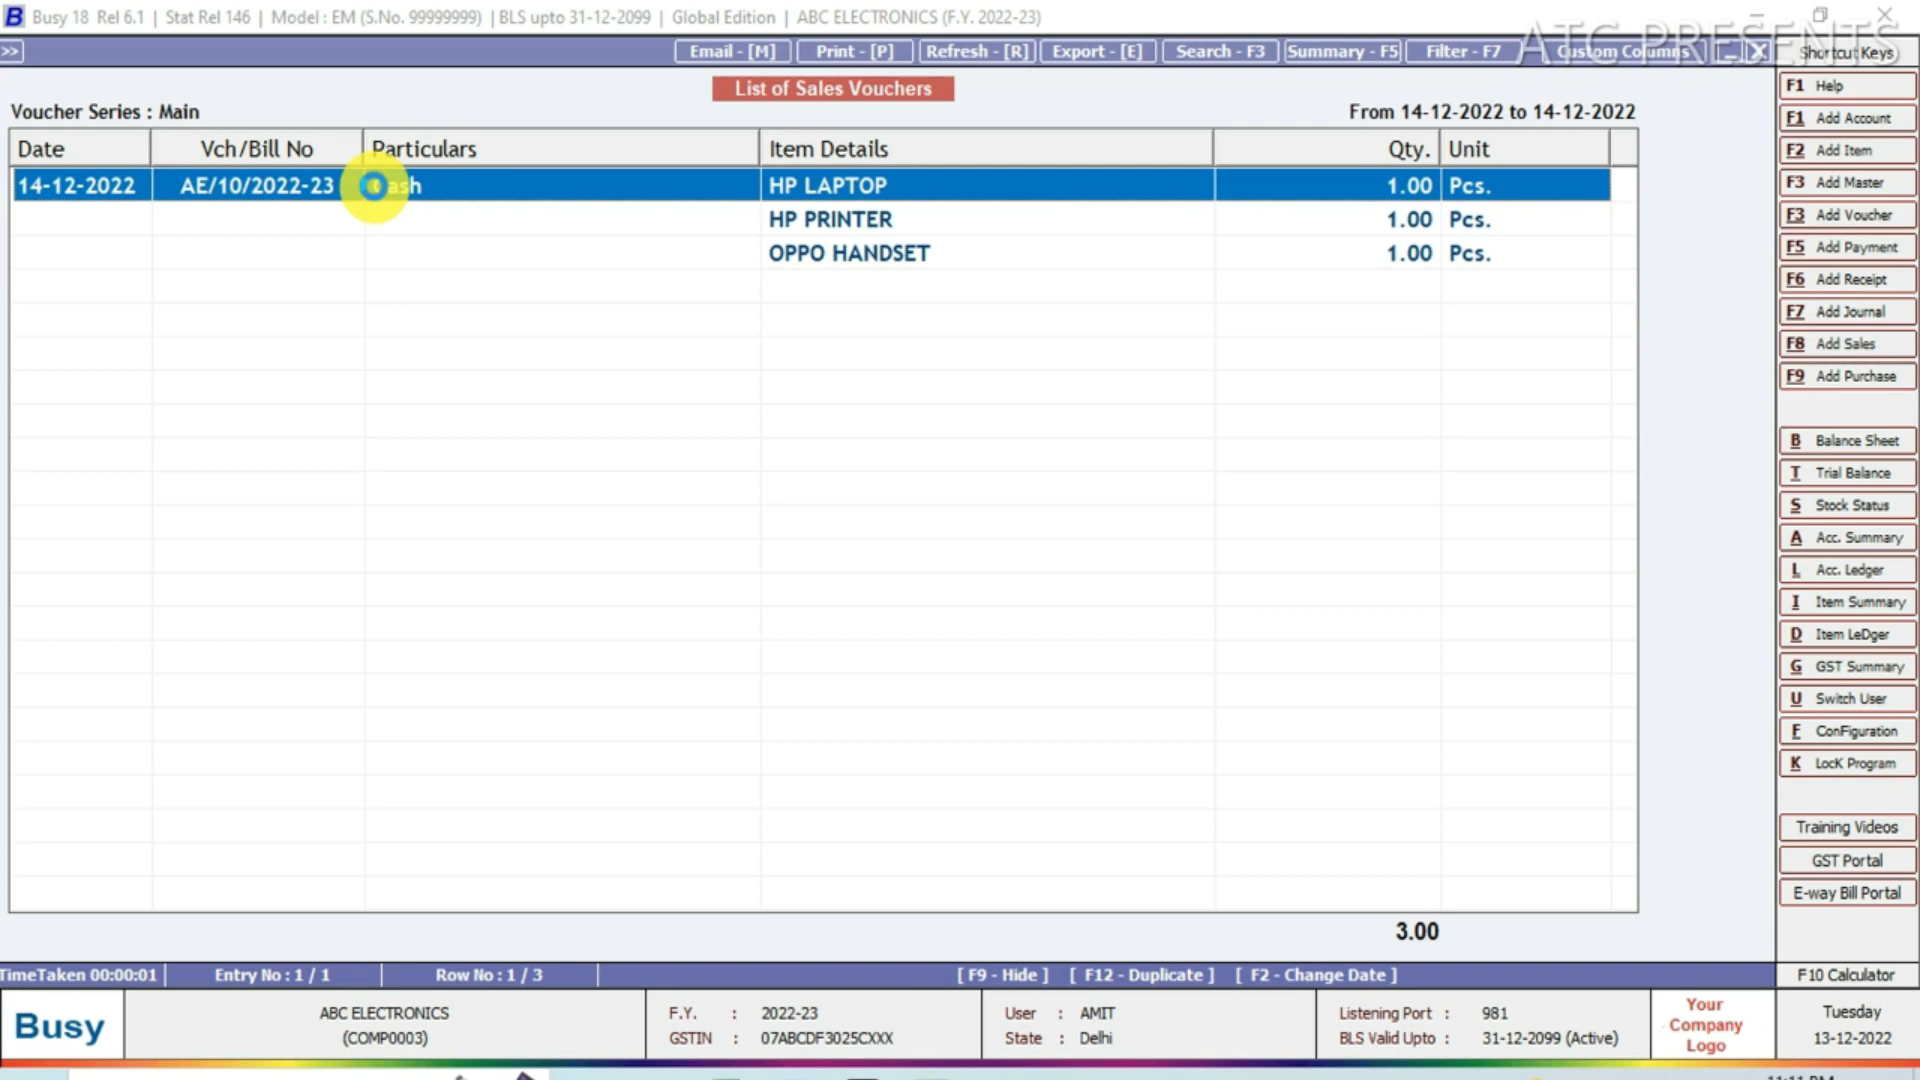 Busy 18 Rel 6.1 | Stat Rel 146 | Model : EM (S.No. 99999999) | BLS upto 31-12-2099 | Global Edition | ABC ELECTRONICS (F.Y. 2022-23)
ATC PRESENTS
>> Email - [M] Print - [P] Refresh - [R] Export - [E] Search - F3 Summary - F5 Filter - F7 Custom Columns
Shortcut Keys
List of Sales Vouchers
Voucher Series : Main From 14-12-2022 to 14-12-2022
Date Vch/Bill No Particulars Item Details Qty. Unit
14-12-2022 AE/10/2022-23 Cash HP LAPTOP 1.00 Pcs.
HP PRINTER 1.00 Pcs.
OPPO HANDSET 1.00 Pcs.
3.00
F1 Help
F1 Add Account
F2 Add Item
F3 Add Master
F3 Add Voucher
F5 Add Payment
F6 Add Receipt
F7 Add Journal
F8 Add Sales
F9 Add Purchase
B Balance Sheet
T Trial Balance
S Stock Status
A Acc. Summary
L Acc. Ledger
I Item Summary
D Item LeDger
G GST Summary
U Switch User
F ConFiguration
K LocK Program
Training Videos
GST Portal
E-way Bill Portal
TimeTaken 00:00:01 Entry No : 1 / 1 Row No : 1 / 3 [ F9 - Hide ] [ F12 - Duplicate ] [ F2 - Change Date ]
F10 Calculator
Busy
ABC ELECTRONICS
(COMP0003)
F.Y. : 2022-23
GSTIN : 07ABCDF3025CXXX
User : AMIT
State : Delhi
Listening Port : 981
BLS Valid Upto : 31-12-2099 (Active)
Your
Company
Logo
Tuesday
13-12-2022